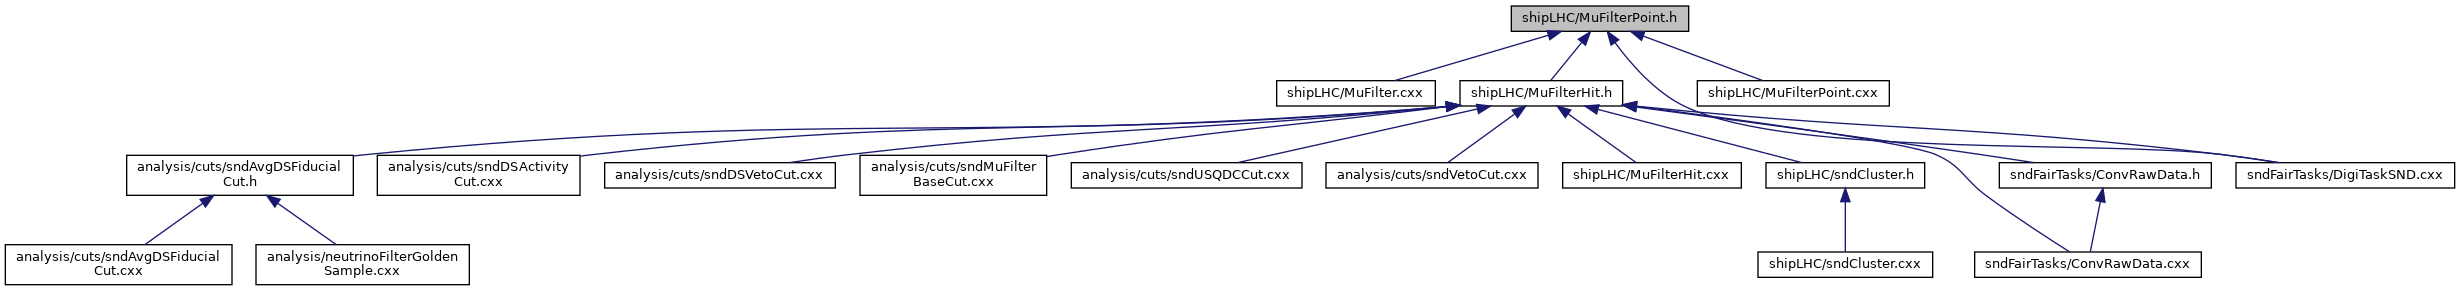 shipLHC/MuFilterPoint.h
shipLHC/MuFilter.cxx
shipLHC/MuFilterHit.h
shipLHC/MuFilterPoint.cxx
analysis/cuts/sndAvgDSFiducial
Cut.h
analysis/cuts/sndDSActivity
Cut.cxx
analysis/cuts/sndDSVetoCut.cxx
analysis/cuts/sndMuFilter
BaseCut.cxx
analysis/cuts/sndUSQDCCut.cxx
analysis/cuts/sndVetoCut.cxx
shipLHC/MuFilterHit.cxx
shipLHC/sndCluster.h
sndFairTasks/ConvRawData.h
sndFairTasks/DigiTaskSND.cxx
analysis/cuts/sndAvgDSFiducial
Cut.cxx
analysis/neutrinoFilterGolden
Sample.cxx
shipLHC/sndCluster.cxx
sndFairTasks/ConvRawData.cxx